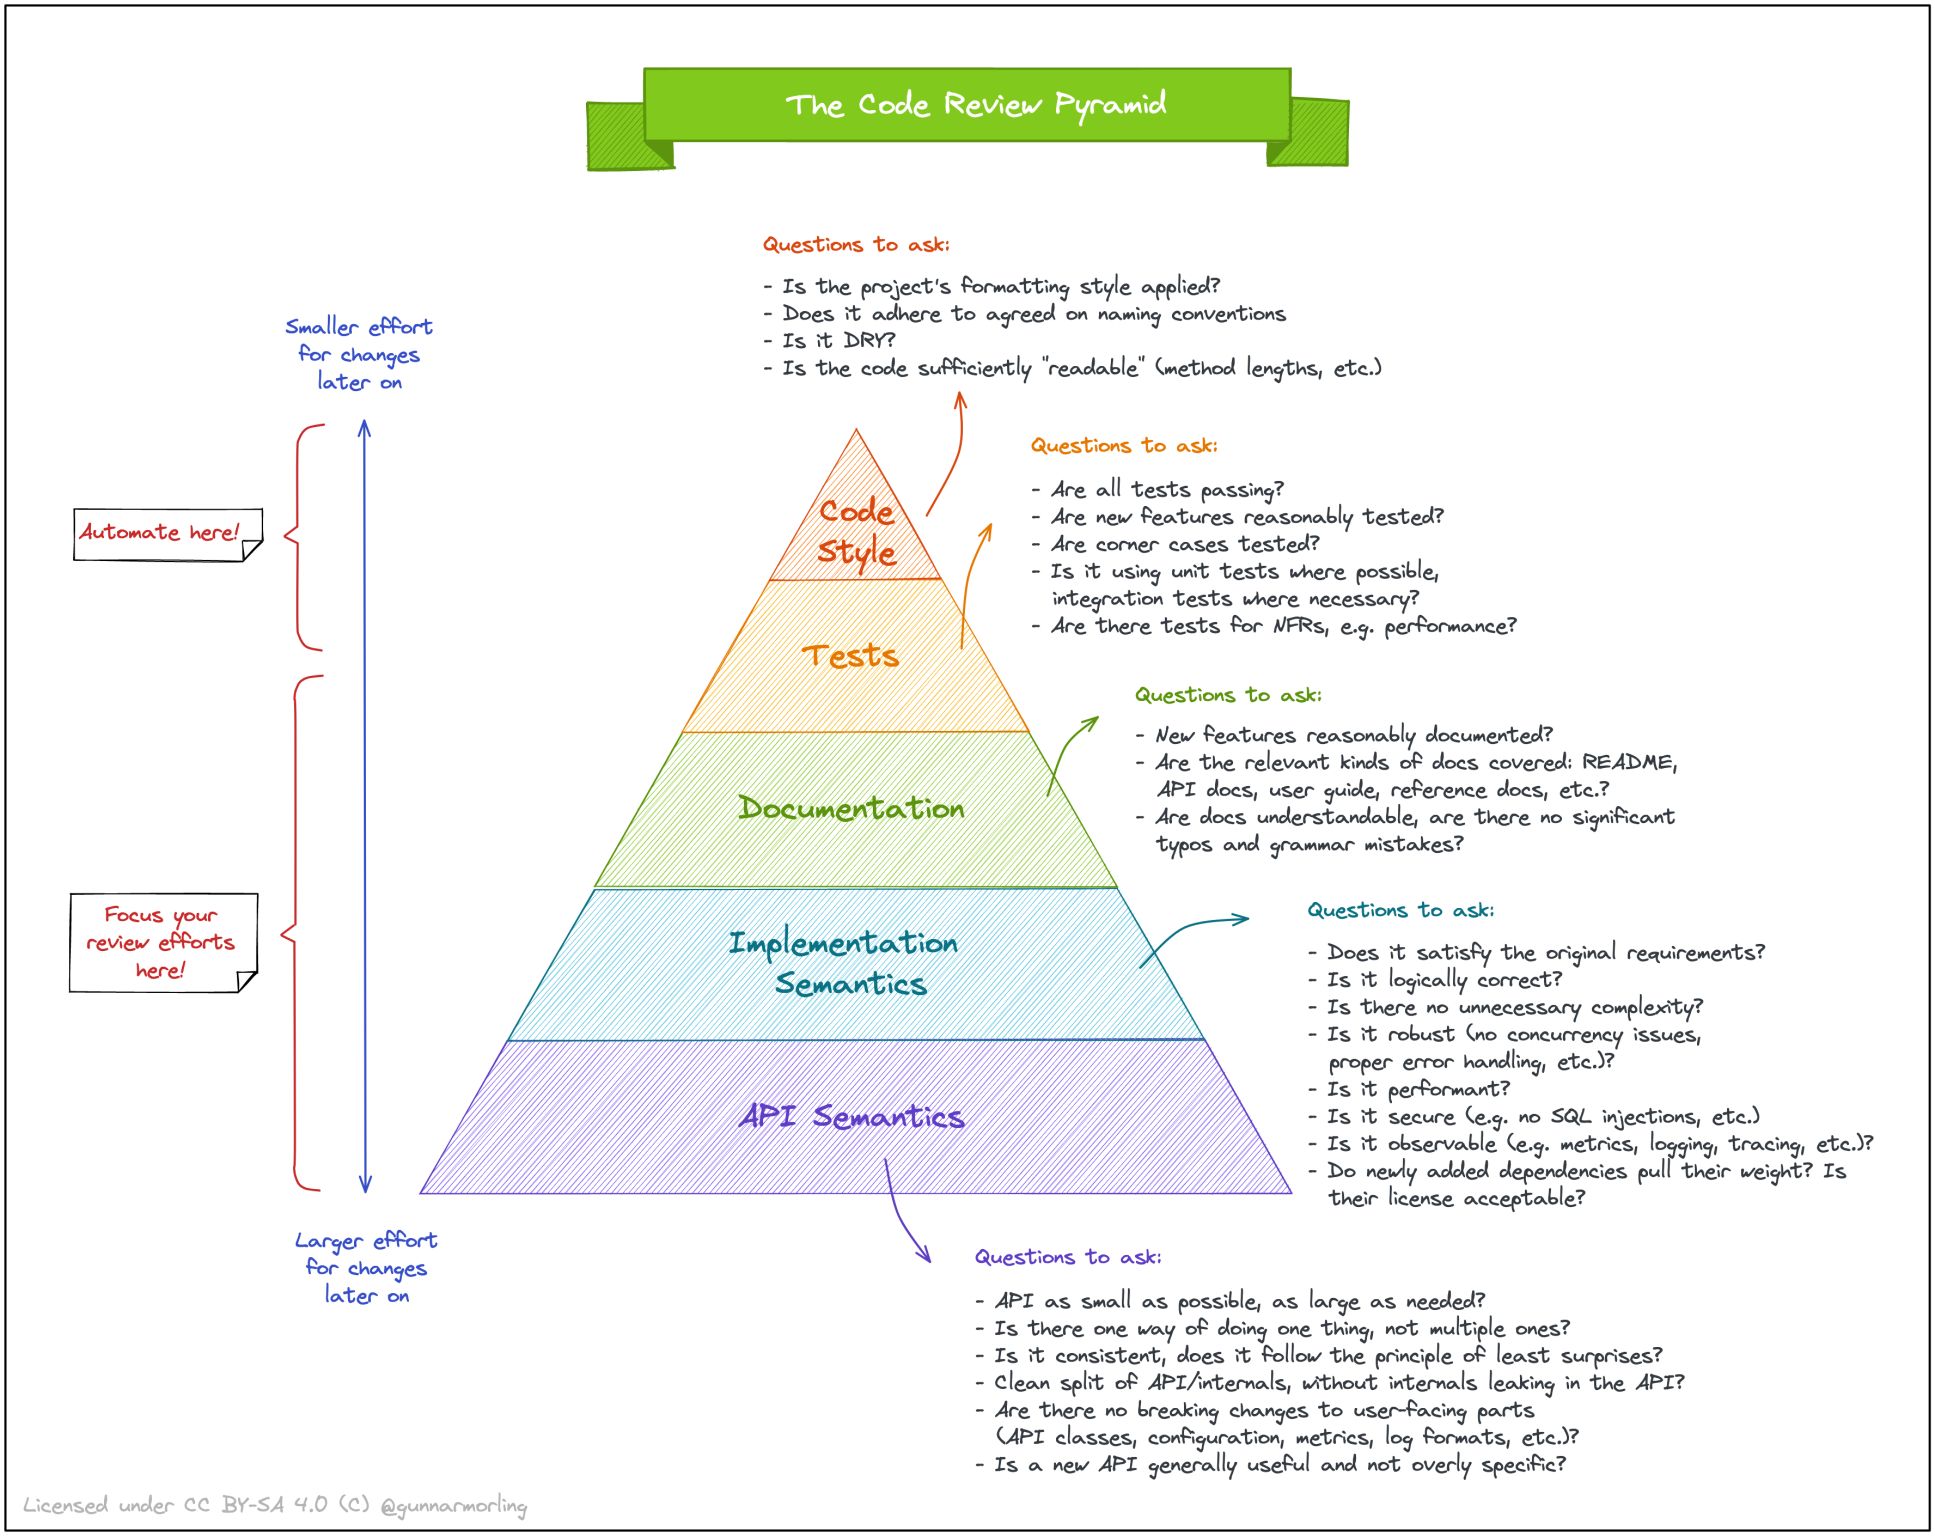 The Code Review Pyramid
Questions to ask:
- Is the project's formatting style applied?
- Does it adhere to agreed on naming conventions
- Is it DRY?
- Is the code sufficiently "readable" (method lengths, etc.)
Smaller effort
for changes
later on
Automate here!
Code
Style
Questions to ask:
- Are all tests passing?
- Are new features reasonably tested?
- Are corner cases tested?
- Is it using unit tests where possible,
integration tests where necessary?
- Are there tests for NFRs, e.g. performance?
Tests
Questions to ask:
- New features reasonably documented?
- Are the relevant kinds of docs covered: README,
API docs, user guide, reference docs, etc.?
- Are docs understandable, are there no significant
typos and grammar mistakes?
Documentation
Focus your
review efforts
here!
Implementation
Semantics
Questions to ask:
- Does it satisfy the original requirements?
- Is it logically correct?
- Is there no unnecessary complexity?
- Is it robust (no concurrency issues,
proper error handling, etc.)?
- Is it performant?
- Is it secure (e.g. no SQL injections, etc.)
- Is it observable (e.g. metrics, logging, tracing, etc.)?
- Do newly added dependencies pull their weight? Is
their license acceptable?
API Semantics
Larger effort
for changes
later on
Questions to ask:
- API as small as possible, as large as needed?
- Is there one way of doing one thing, not multiple ones?
- Is it consistent, does it follow the principle of least surprises?
- Clean split of API/internals, without internals leaking in the API?
- Are there no breaking changes to user-facing parts
(API classes, configuration, metrics, log formats, etc.)?
- Is a new API generally useful and not overly specific?
Licensed under CC BY-SA 4.0 (C) @gunnarmorling